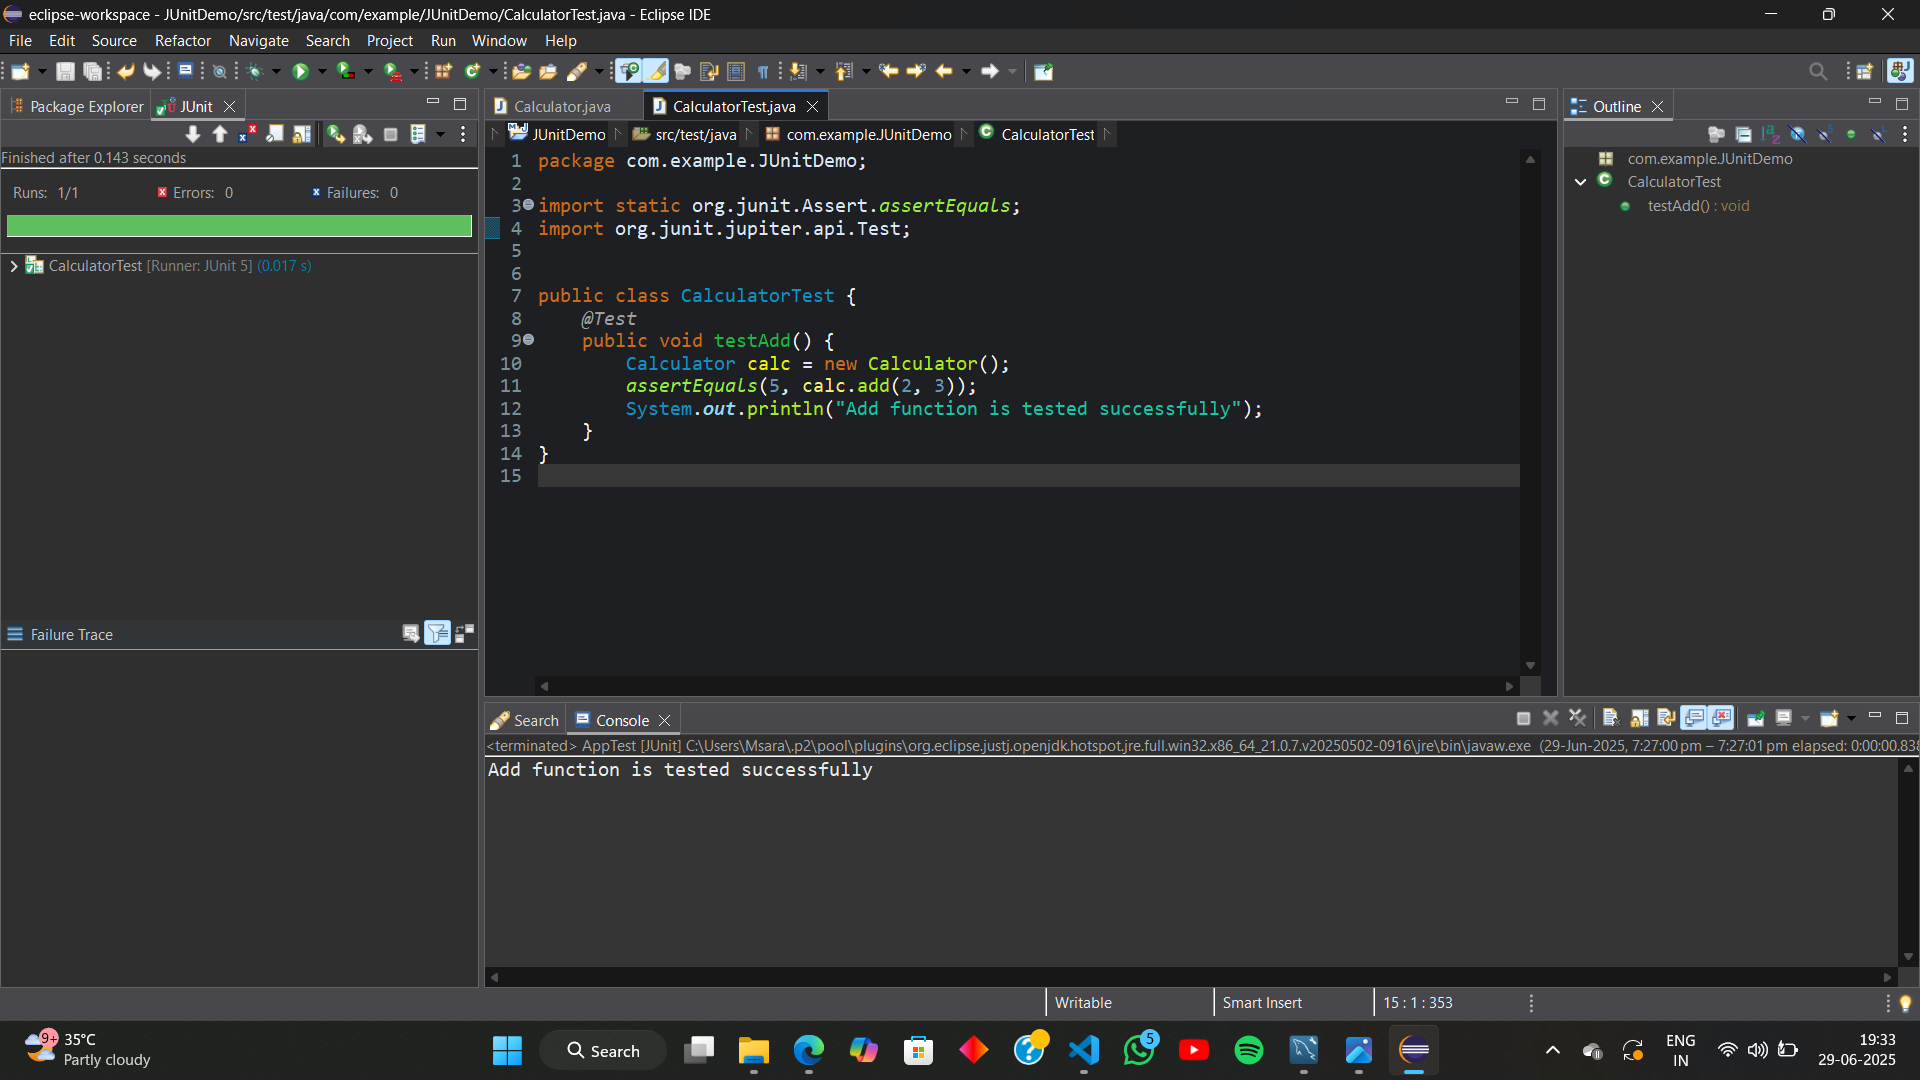 eclipse-workspace - JUnitDemo/src/test/java/com/example/JUnitDemo/CalculatorTest.java - Eclipse IDE
File Edit Source Refactor Navigate Search Project Run Window Help
Package Explorer JUnit
Finished after 0.143 seconds
Runs: 1/1 Errors: 0 Failures: 0
CalculatorTest [Runner: JUnit 5] (0.017 s)
Failure Trace
Calculator.java CalculatorTest.java
JUnitDemo src/test/java com.example.JUnitDemo CalculatorTest
1 package com.example.JUnitDemo;
2
3 import static org.junit.Assert.assertEquals;
4 import org.junit.jupiter.api.Test;
5
6
7 public class CalculatorTest {
8 @Test
9 public void testAdd() {
10 Calculator calc = new Calculator();
11 assertEquals(5, calc.add(2, 3));
12 System.out.println("Add function is tested successfully");
13 }
14 }
15
Outline
com.example.JUnitDemo
CalculatorTest
testAdd() : void
Search Console
<terminated> AppTest [JUnit] C:\Users\Msara\.p2\pool\plugins\org.eclipse.justj.openjdk.hotspot.jre.full.win32.x86_64_21.0.7.v20250502-0916\jre\bin\javaw.exe (29-Jun-2025, 7:27:00 pm – 7:27:01 pm elapsed: 0:00:00.838
Add function is tested successfully
Writable Smart Insert 15 : 1 : 353
9+ 35°C
Partly cloudy
Search
5
ENG
IN
19:33
29-06-2025